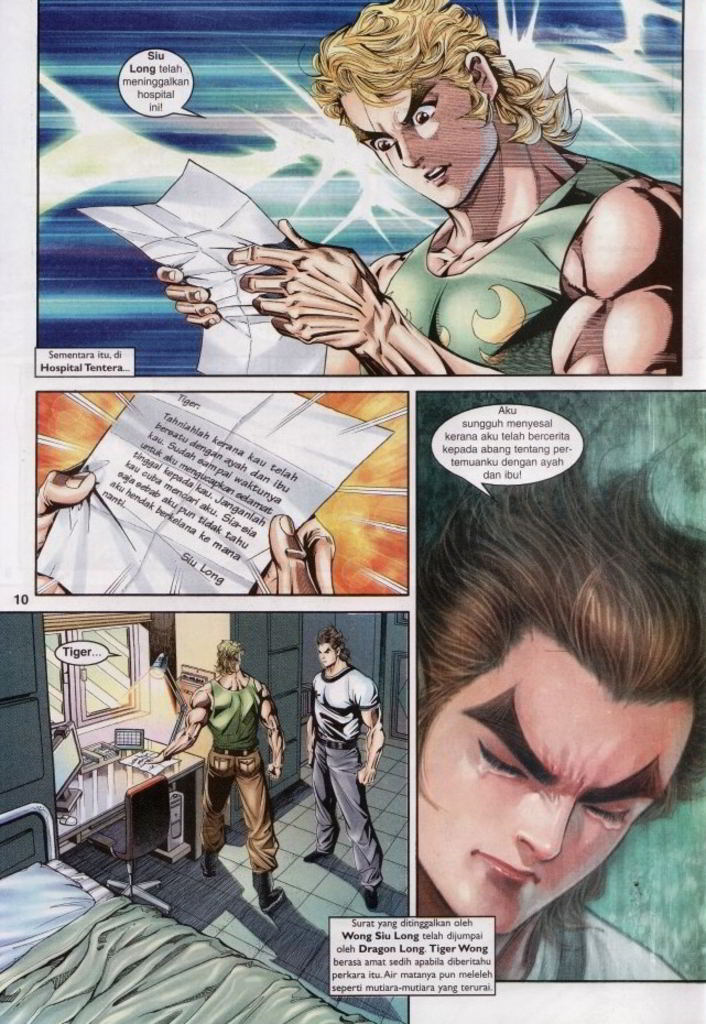 Siu
Long telah
meninggalkan
hospital
ini!
Sementara itu, di
Hospital Tentera...
Tiger:
Tahniahlah kerana kau telah
bersatu dengan ayah dan ibu
kau. Sudah sampai waktunya
untuk aku mengucapkan selamat
tinggal kepada kau. Janganlah
kau cuba mencari aku. Sia-sia
saja sebab aku pun tidak tahu
aku hendak berkelana ke mana
nanti.
Siu Long
Aku
sungguh menyesal
kerana aku telah bercerita
kepada abang tentang per-
temuanku dengan ayah
dan ibu!
10
Tiger...
Surat yang ditinggalkan oleh
Wong Siu Long telah dijumpai
oleh Dragon Long. Tiger Wong
berasa amat sedih apabila diberitahu
perkara itu. Air matanya pun meleleh
seperti mutiara-mutiara yang terurai.